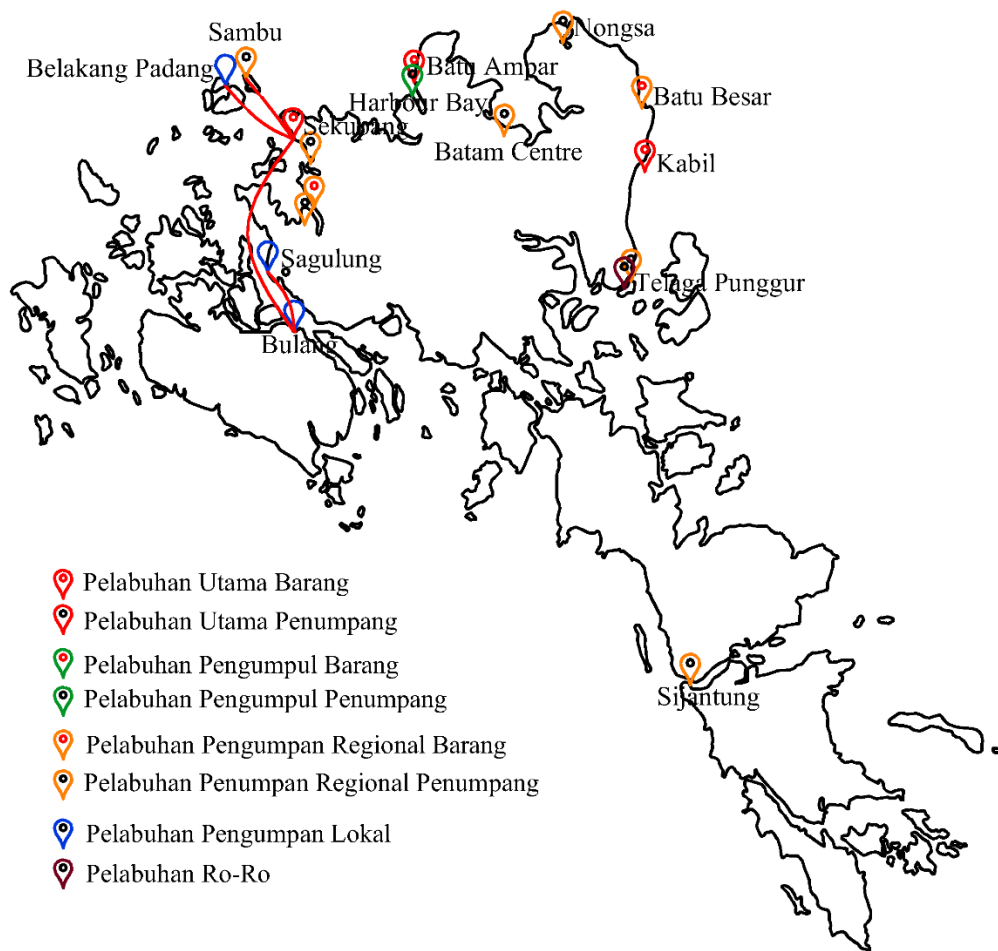 Nongsa
Sambu
Belakang Padang
Batu Ampar
Harbour Bay
Batu Besar
Sekupang
Batam Centre
Kabil
Sagulung
Telaga Punggur
Bulang
Pelabuhan Utama Barang
Pelabuhan Utama Penumpang
Pelabuhan Pengumpul Barang
Pelabuhan Pengumpul Penumpang
Sijantung
Pelabuhan Pengumpan Regional Barang
Pelabuhan Penumpan Regional Penumpang
Pelabuhan Pengumpan Lokal
Pelabuhan Ro-Ro